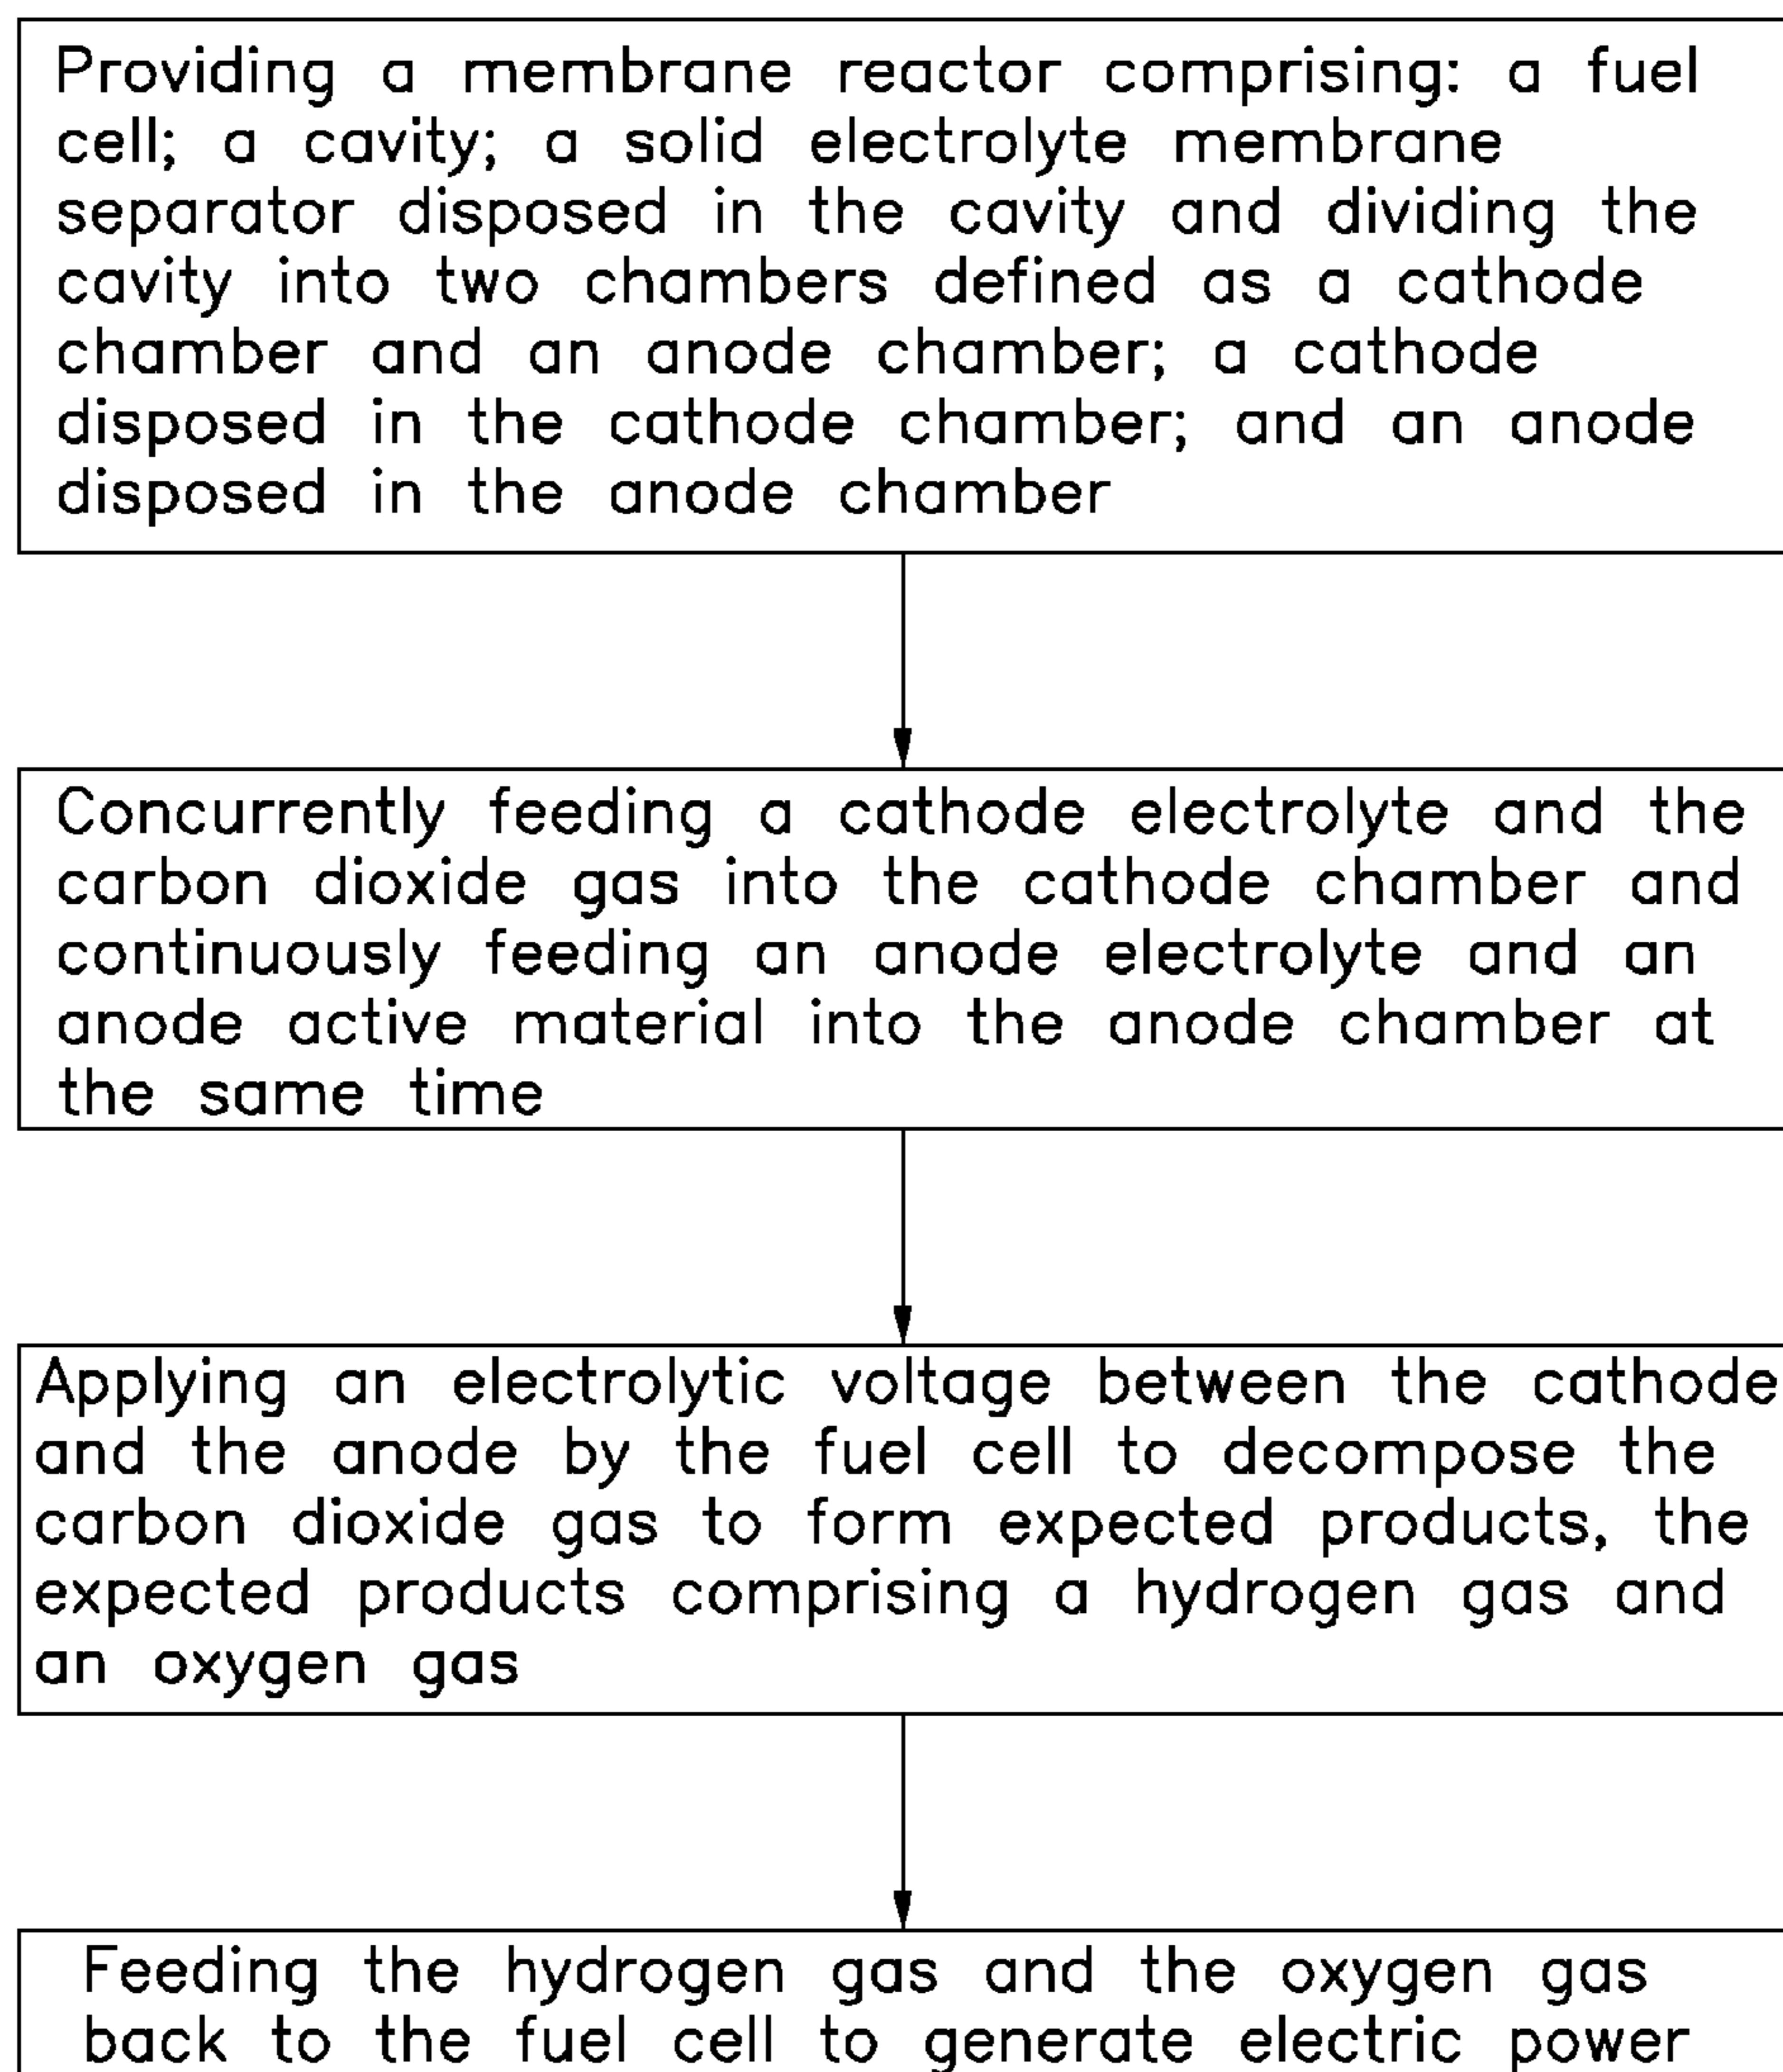 Providing a membrane reactor comprising: a fuel
cell; a cavity; a solid electrolyte membrane
separator disposed in the cavity and dividing the
cavity into two chambers defined as a cathode
chamber and an anode chamber; a cathode
disposed in the cathode chamber; and an anode
disposed in the anode chamber
Concurrently feeding a cathode electrolyte and the
carbon dioxide gas into the cathode chamber and
continuously feeding an anode electrolyte and an
anode active material into the anode chamber at
the same time
Applying an electrolytic voltage between the cathode
and the anode by the fuel cell to decompose the
carbon dioxide gas to form expected products, the
expected products comprising a hydrogen gas and
an oxygen gas
Feeding the hydrogen gas and the oxygen gas
back to the fuel cell to generate electric power